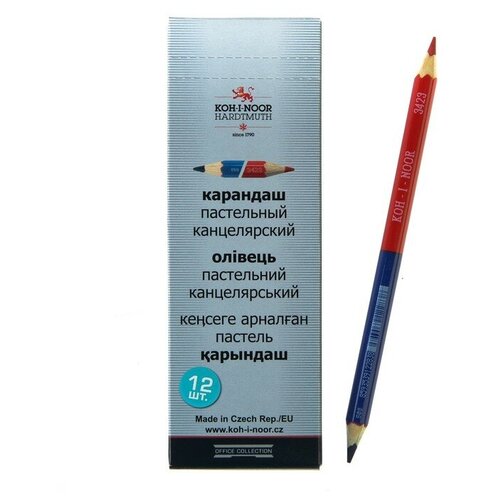 KOH-I-NOOR
HARDTMUTH
since 1790
3423
карандаш
пастельный
канцелярский
олівець
пастельний
канцелярський
кеңсеге арналған
пастель
қарындаш
12
шт.
Made in Czech Rep./EU
www.koh-i-noor.cz
OFFICE COLLECTION
KOH - I - NOOR 3423